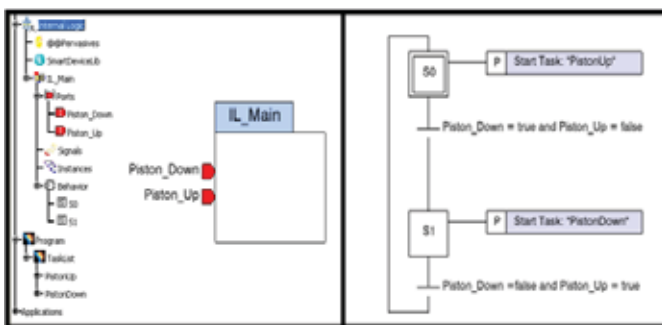 Internal Logic
@@Pervasives
SmartDeviceLib
IL_Main
Ports
Piston_Down
Piston_Up
Signals
Instances
Behavior
S0
S1
Program
TaskList
PistonUp
PistonDown
Applications
IL_Main
Piston_Down
Piston_Up
S0
P Start Task: "PistonUp"
Piston_Down = true and Piston_Up = false
S1
P Start Task: "PistonDown"
Piston_Down =false and Piston_Up = true